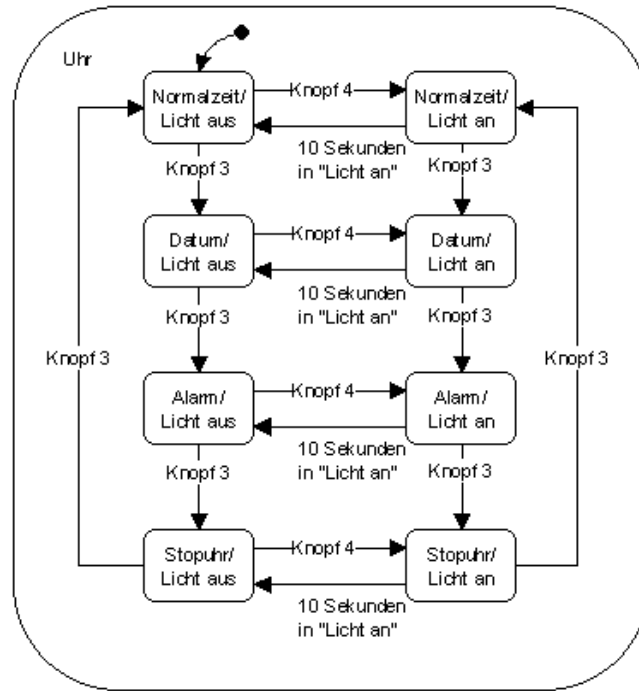 Uhr
Normalzeit/
Licht aus
Knopf 4
Normalzeit/
Licht an
10 Sekunden
in "Licht an"
Knopf 3
Knopf 3
Datum/
Licht aus
Knopf 4
Datum/
Licht an
10 Sekunden
in "Licht an"
Knopf 3
Knopf 3
Knopf 3
Knopf 3
Alarm/
Licht aus
Knopf 4
Alarm/
Licht an
10 Sekunden
in "Licht an"
Knopf 3
Knopf 3
Stopuhr/
Licht aus
Knopf 4
Stopuhr/
Licht an
10 Sekunden
in "Licht an"